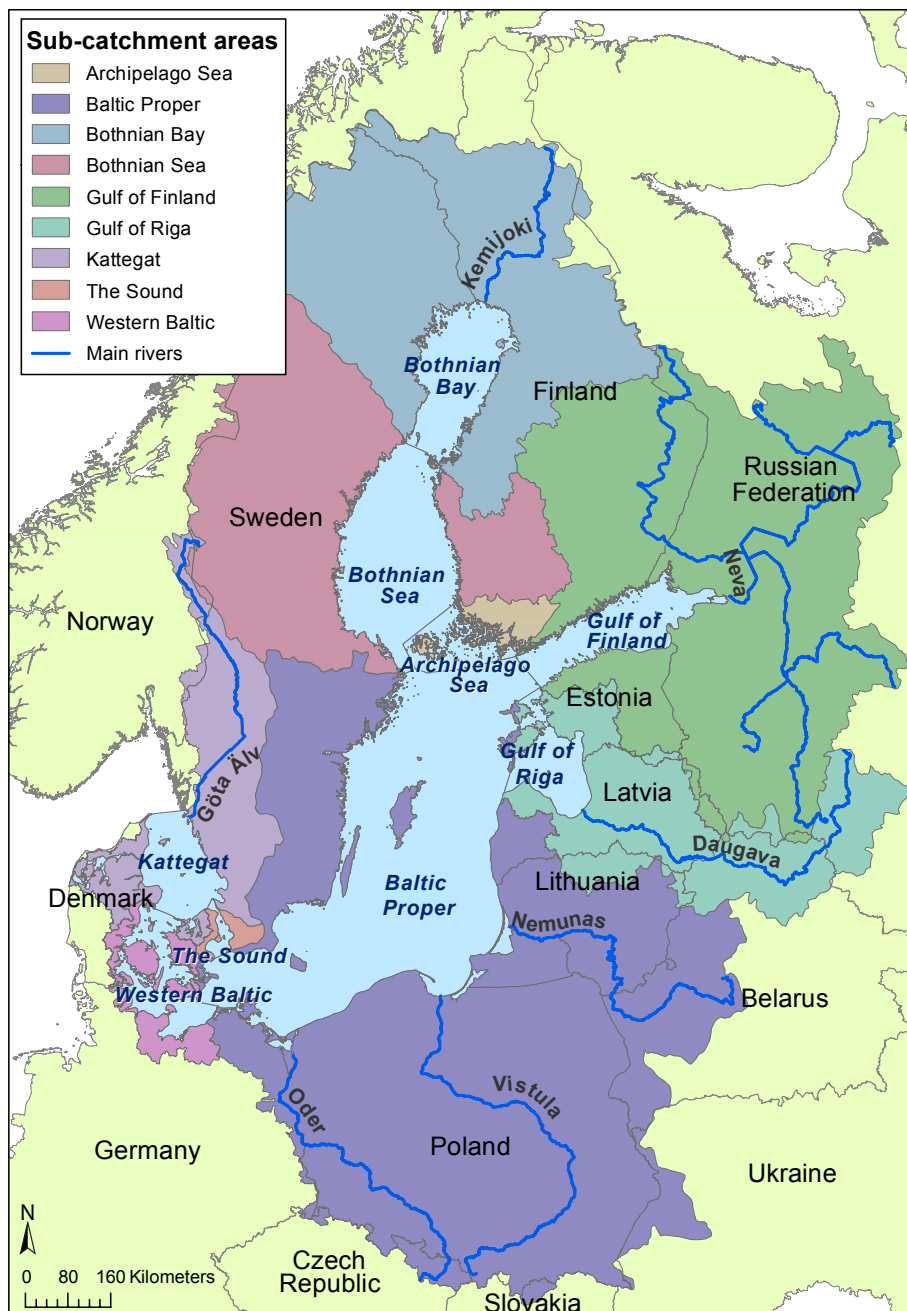 Sub-catchment areas
Archipelago Sea
Baltic Proper
Bothnian Bay
Bothnian Sea
Gulf of Finland
Gulf of Riga
Kattegat
The Sound
Western Baltic
Main rivers
Kemijoki
Bothnian
Bay
Finland
Russian
Federation
Sweden
Neva
Bothnian
Sea
Norway
Gulf of
Finland
Archipelago
Sea
Estonia
Göta Älv
Gulf of
Riga
Latvia
Daugava
Kattegat
Denmark
Baltic
Proper
Lithuania
Nemunas
The Sound
Western Baltic
Belarus
Oder
Vistula
Poland
Germany
Ukraine
N
Czech
Republic
0 80 160 Kilometers
Slovakia